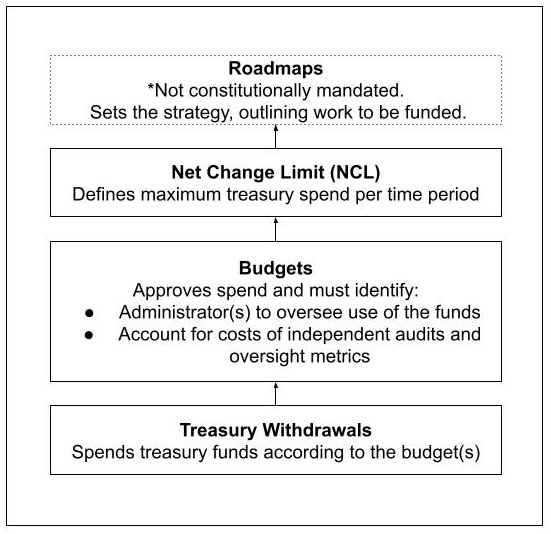 Roadmaps
*Not constitutionally mandated.
Sets the strategy, outlining work to be funded.
Net Change Limit (NCL)
Defines maximum treasury spend per time period
Budgets
Approves spend and must identify:
● Administrator(s) to oversee use of the funds
● Account for costs of independent audits and
oversight metrics
Treasury Withdrawals
Spends treasury funds according to the budget(s)